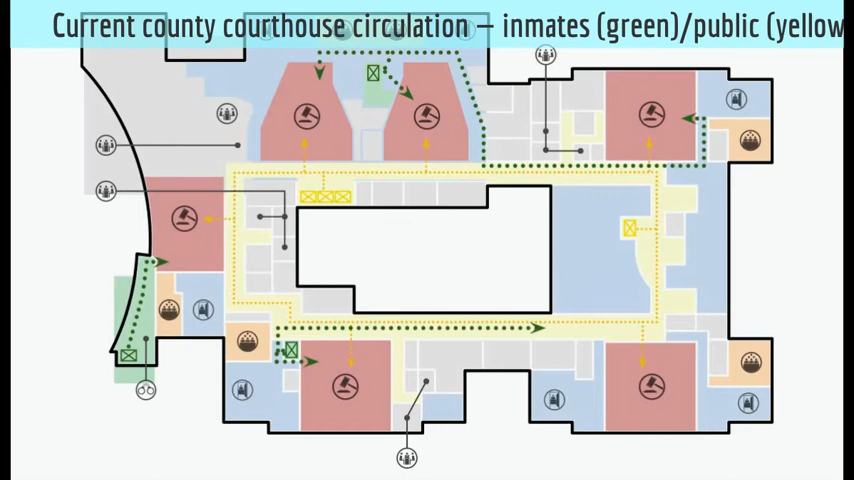 Current county courthouse circulation – inmates (green)/public (yellow